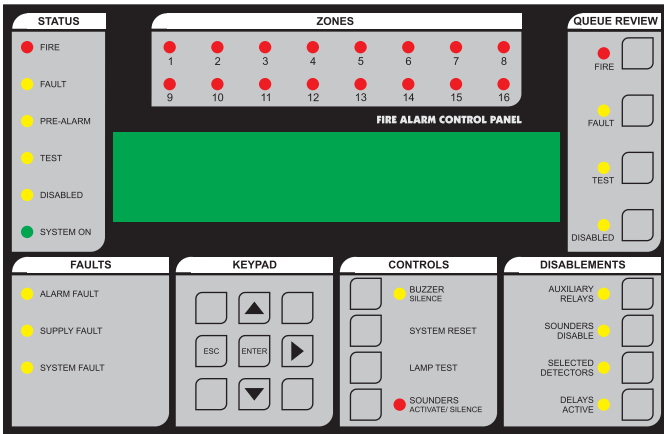 STATUS
FIRE
FAULT
PRE-ALARM
TEST
DISABLED
SYSTEM ON
ZONES
1 2 3 4 5 6 7 8
9 10 11 12 13 14 15 16
FIRE ALARM CONTROL PANEL
QUEUE REVIEW
FIRE
FAULT
TEST
DISABLED
FAULTS
ALARM FAULT
SUPPLY FAULT
SYSTEM FAULT
KEYPAD
ESC ENTER
CONTROLS
BUZZER
SILENCE
SYSTEM RESET
LAMP TEST
SOUNDERS
ACTIVATE/ SILENCE
DISABLEMENTS
AUXILIARY
RELAYS
SOUNDERS
DISABLE
SELECTED
DETECTORS
DELAYS
ACTIVE